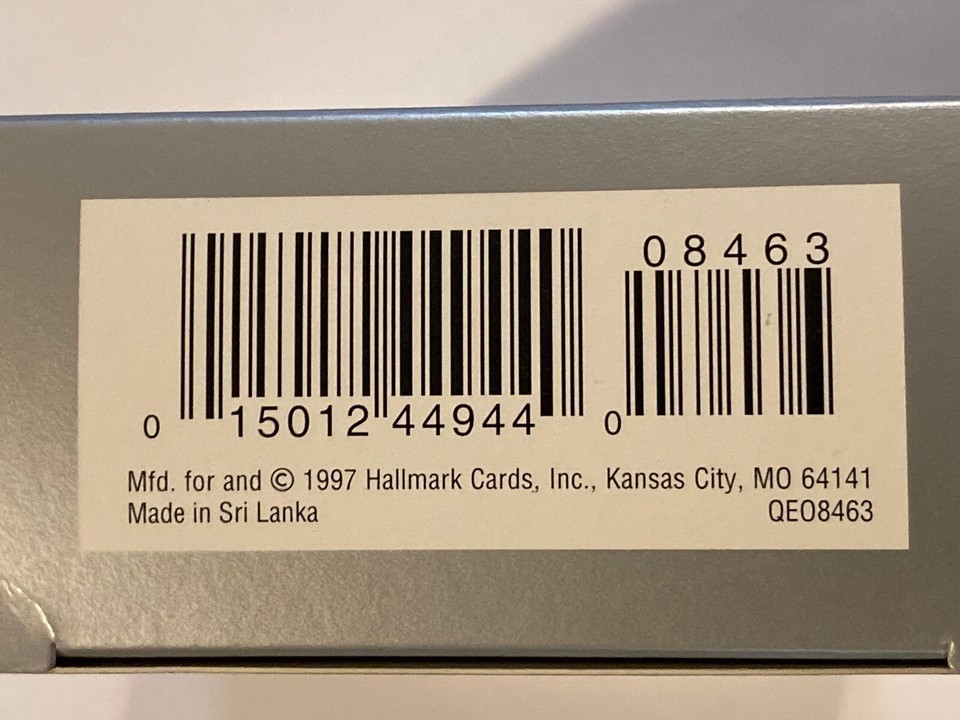 08463
0 15012 44944 0
Mfd. for and © 1997 Hallmark Cards, Inc., Kansas City, MO 64141
Made in Sri Lanka QEO8463